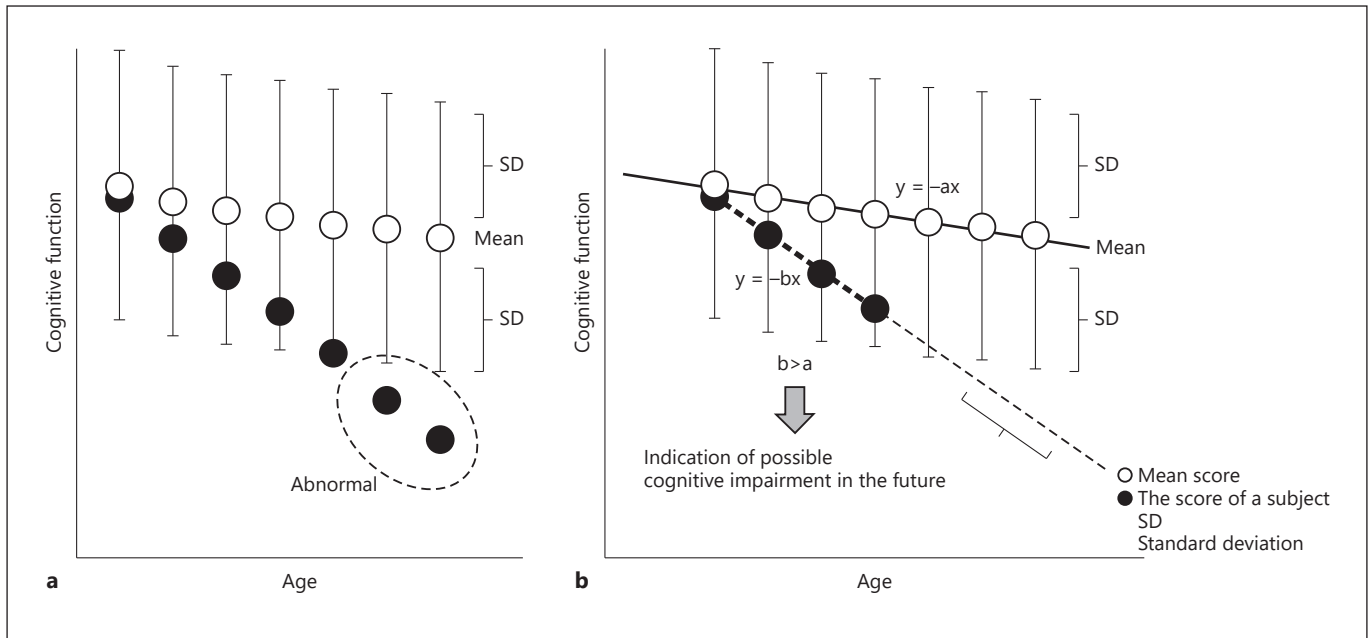 Cognitive function
SD
Mean
SD
Abnormal
a
Age
Cognitive function
y = –ax
SD
Mean
y = –bx
SD
b>a
Indication of possible
cognitive impairment in the future
Mean score
The score of a subject
SD
Standard deviation
b
Age